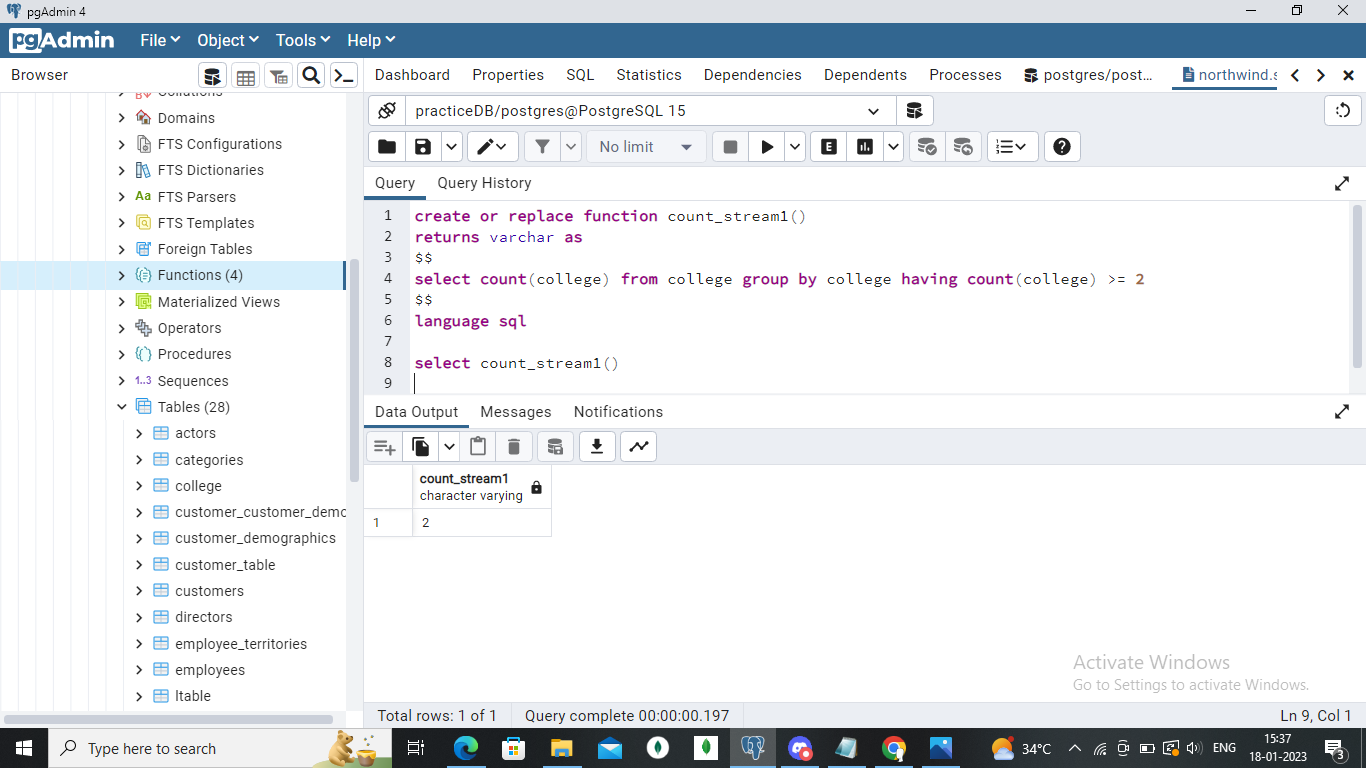 pgAdmin 4
pgAdmin File Object Tools Help
Browser
Dashboard Properties SQL Statistics Dependencies Dependents Processes postgres/post... northwind.s
Collations
Domains
FTS Configurations
FTS Dictionaries
Aa FTS Parsers
FTS Templates
Foreign Tables
Functions (4)
Materialized Views
Operators
Procedures
1..3 Sequences
Tables (28)
actors
categories
college
customer_customer_demo
customer_demographics
customer_table
customers
directors
employee_territories
employees
ltable
practiceDB/postgres@PostgreSQL 15
No limit
E
Query Query History
1 create or replace function count_stream1()
2 returns varchar as
3 $$
4 select count(college) from college group by college having count(college) >= 2
5 $$
6 language sql
7
8 select count_stream1()
9
Data Output Messages Notifications
count_stream1
character varying
1 2
Activate Windows
Go to Settings to activate Windows.
Total rows: 1 of 1 Query complete 00:00:00.197 Ln 9, Col 1
Type here to search
34°C ENG
15:37
18-01-2023
3